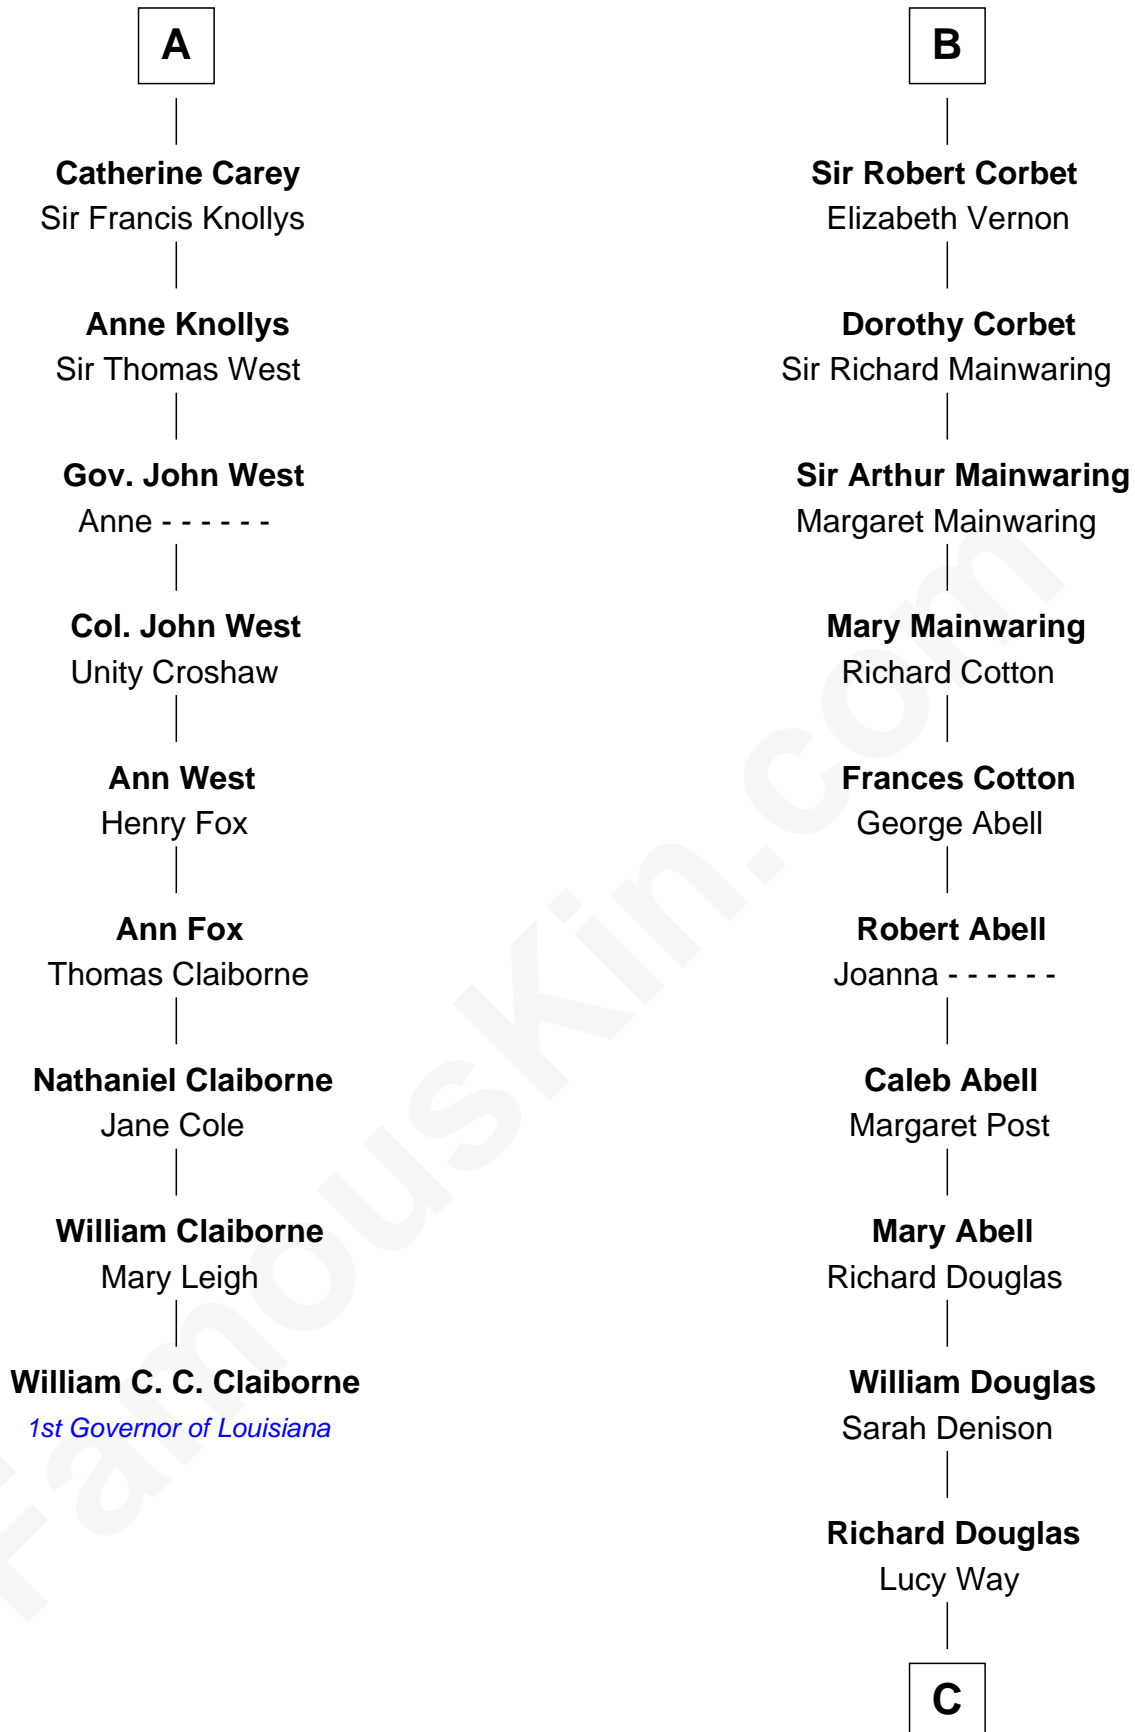 A
Catherine Carey
Sir Francis Knollys
Anne Knollys
Sir Thomas West
Gov. John West
Anne - - - - - -
Col. John West
Unity Croshaw
Ann West
Henry Fox
Ann Fox
Thomas Claiborne
Nathaniel Claiborne
Jane Cole
William Claiborne
Mary Leigh
William C. C. Claiborne
1st Governor of Louisiana
B
Sir Robert Corbet
Elizabeth Vernon
Dorothy Corbet
Sir Richard Mainwaring
Sir Arthur Mainwaring
Margaret Mainwaring
Mary Mainwaring
Richard Cotton
Frances Cotton
George Abell
Robert Abell
Joanna - - - - - -
Caleb Abell
Margaret Post
Mary Abell
Richard Douglas
William Douglas
Sarah Denison
Richard Douglas
Lucy Way
C
FamousKin.com